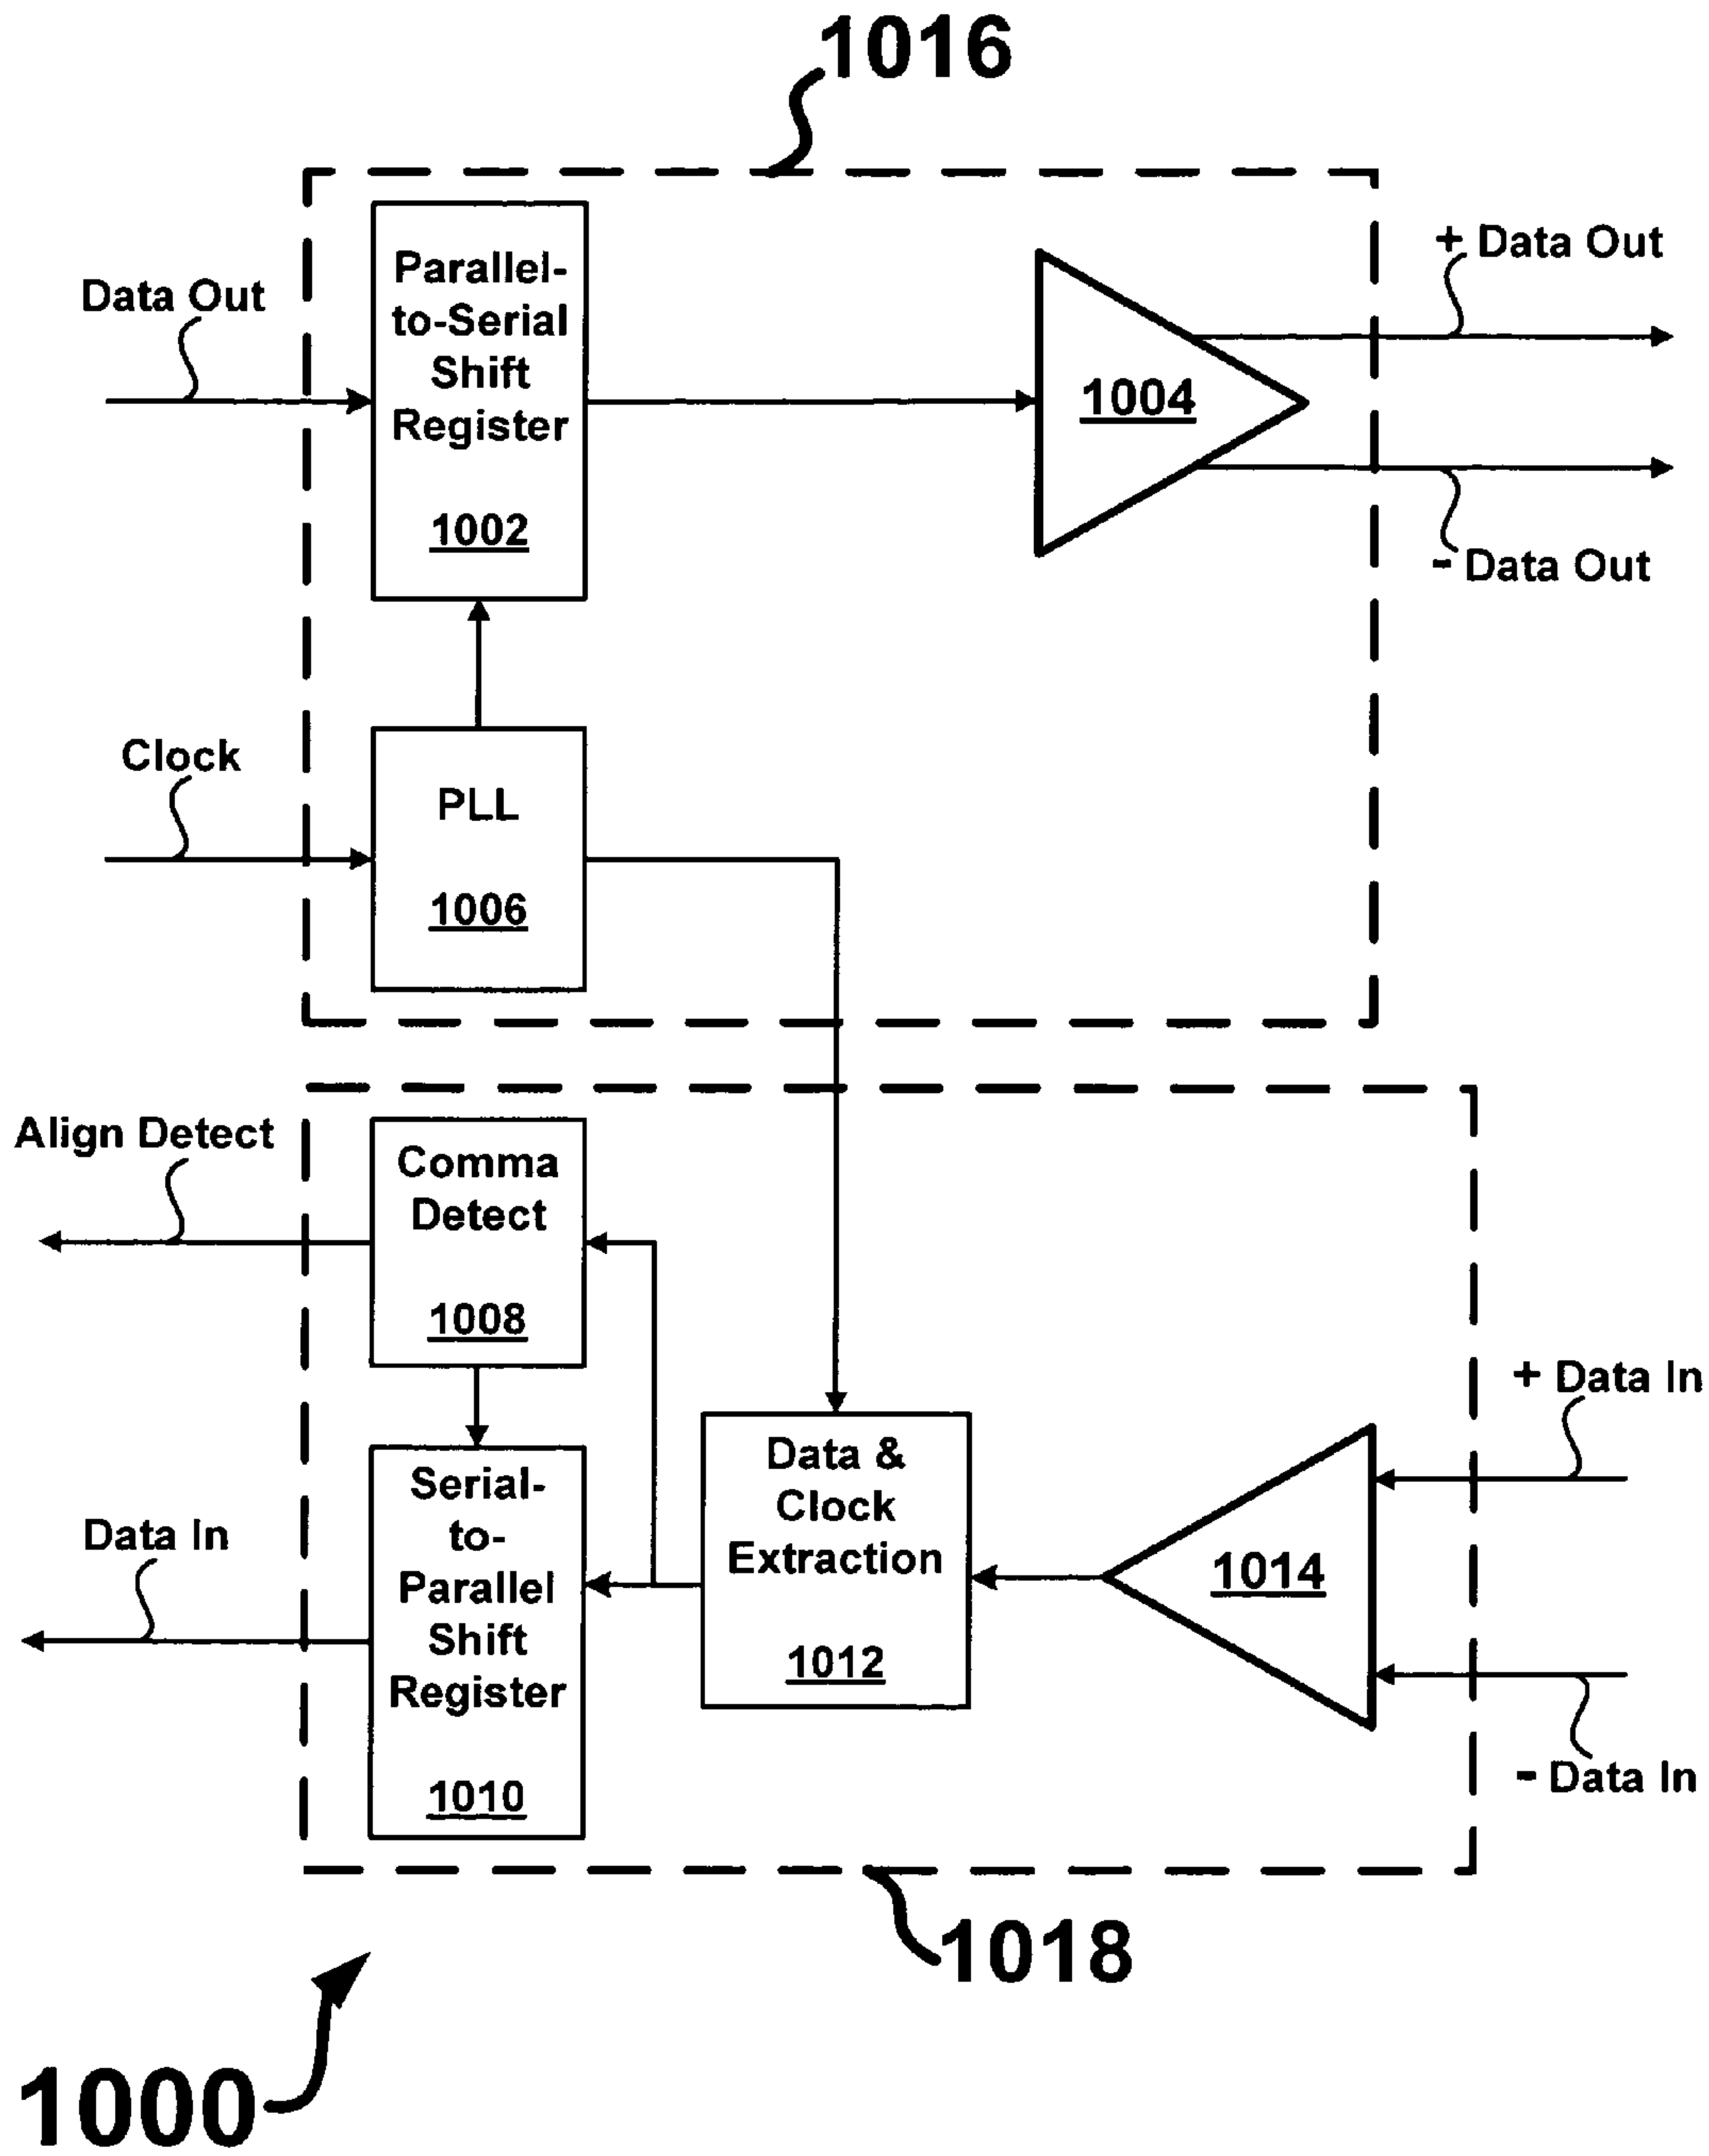 1016
+ Data Out
Data Out
Parallel-
to-Serial
Shift
Register
1002
1004
- Data Out
Clock
PLL
1006
Align Detect
Comma
Detect
1008
+ Data In
Data &
Clock
Extraction
1012
1014
Data In
Serial-
to-
Parallel
Shift
Register
1010
- Data In
1018
1000